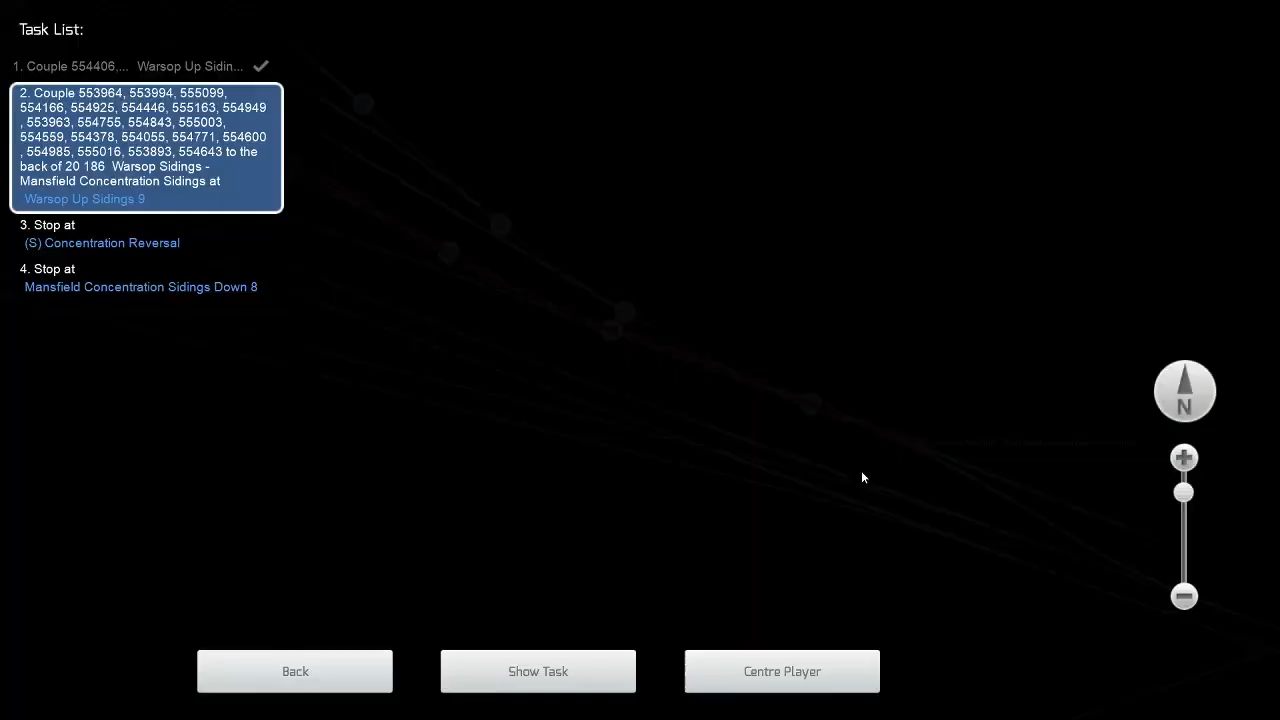 Task List:
1. Couple 554406,... Warsop Up Sidin...
2. Couple 553964, 553994, 555099,
554166, 554925, 554446, 555163, 554949
, 553963, 554755, 554843, 555003,
554559, 554378, 554055, 554771, 554600
, 554985, 555016, 553893, 554643 to the
back of 20 186 Warsop Sidings -
Mansfield Concentration Sidings at
Warsop Up Sidings 9
3. Stop at
(S) Concentration Reversal
4. Stop at
Mansfield Concentration Sidings Down 8
N
Back
Show Task
Centre Player